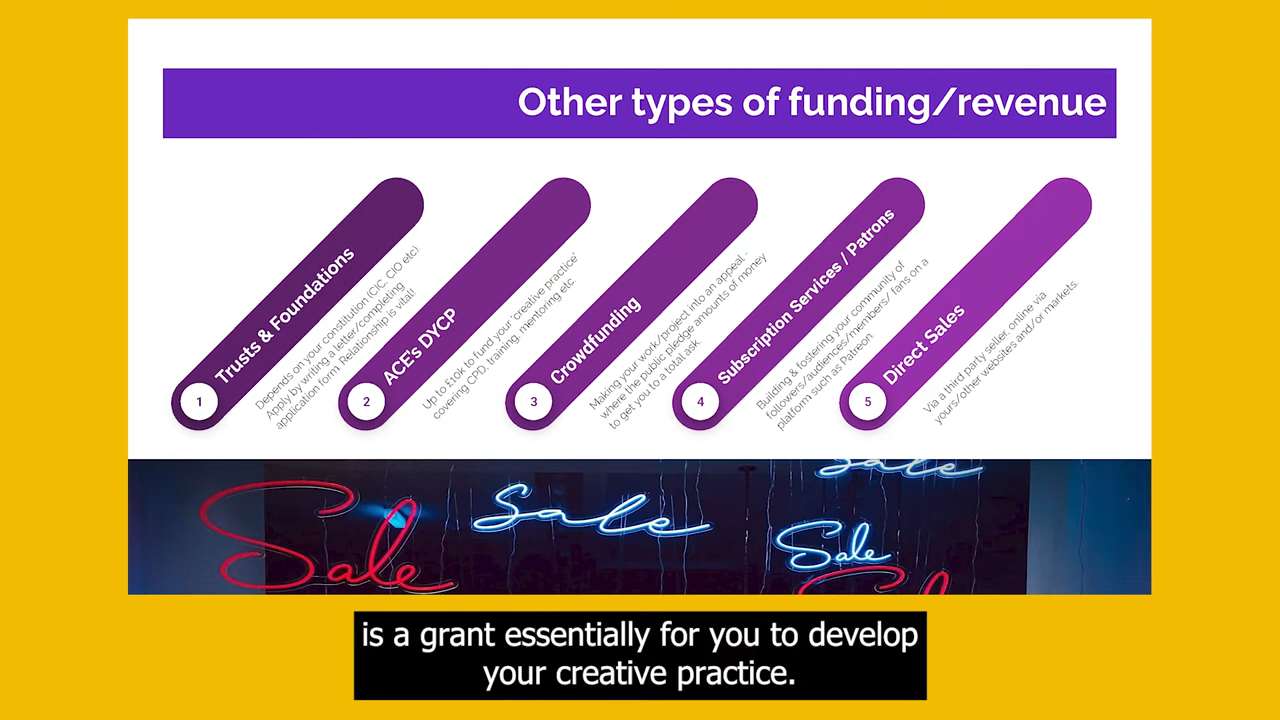 Other types of funding/revenue
1
Trusts & Foundations
Depends on your constitution (CIC, CIO etc).
Apply by writing a letter/completing
application form. Relationship is vital!
2
ACE's DYCP
Up to £10k to fund your 'creative practice'
covering CPD, training, mentoring etc.
3
Crowdfunding
Making your work/project into an appeal -
where the public pledge amounts of money
to get you to a total ask
4
Subscription Services / Patrons
Building & fostering your community of
followers/audiences/members/ fans on a
platform such as Patreon
5
Direct Sales
Via a third party seller, online via
yours/other websites and/or markets.
Sale
Sale
Sale
Sale
is a grant essentially for you to develop
your creative practice.